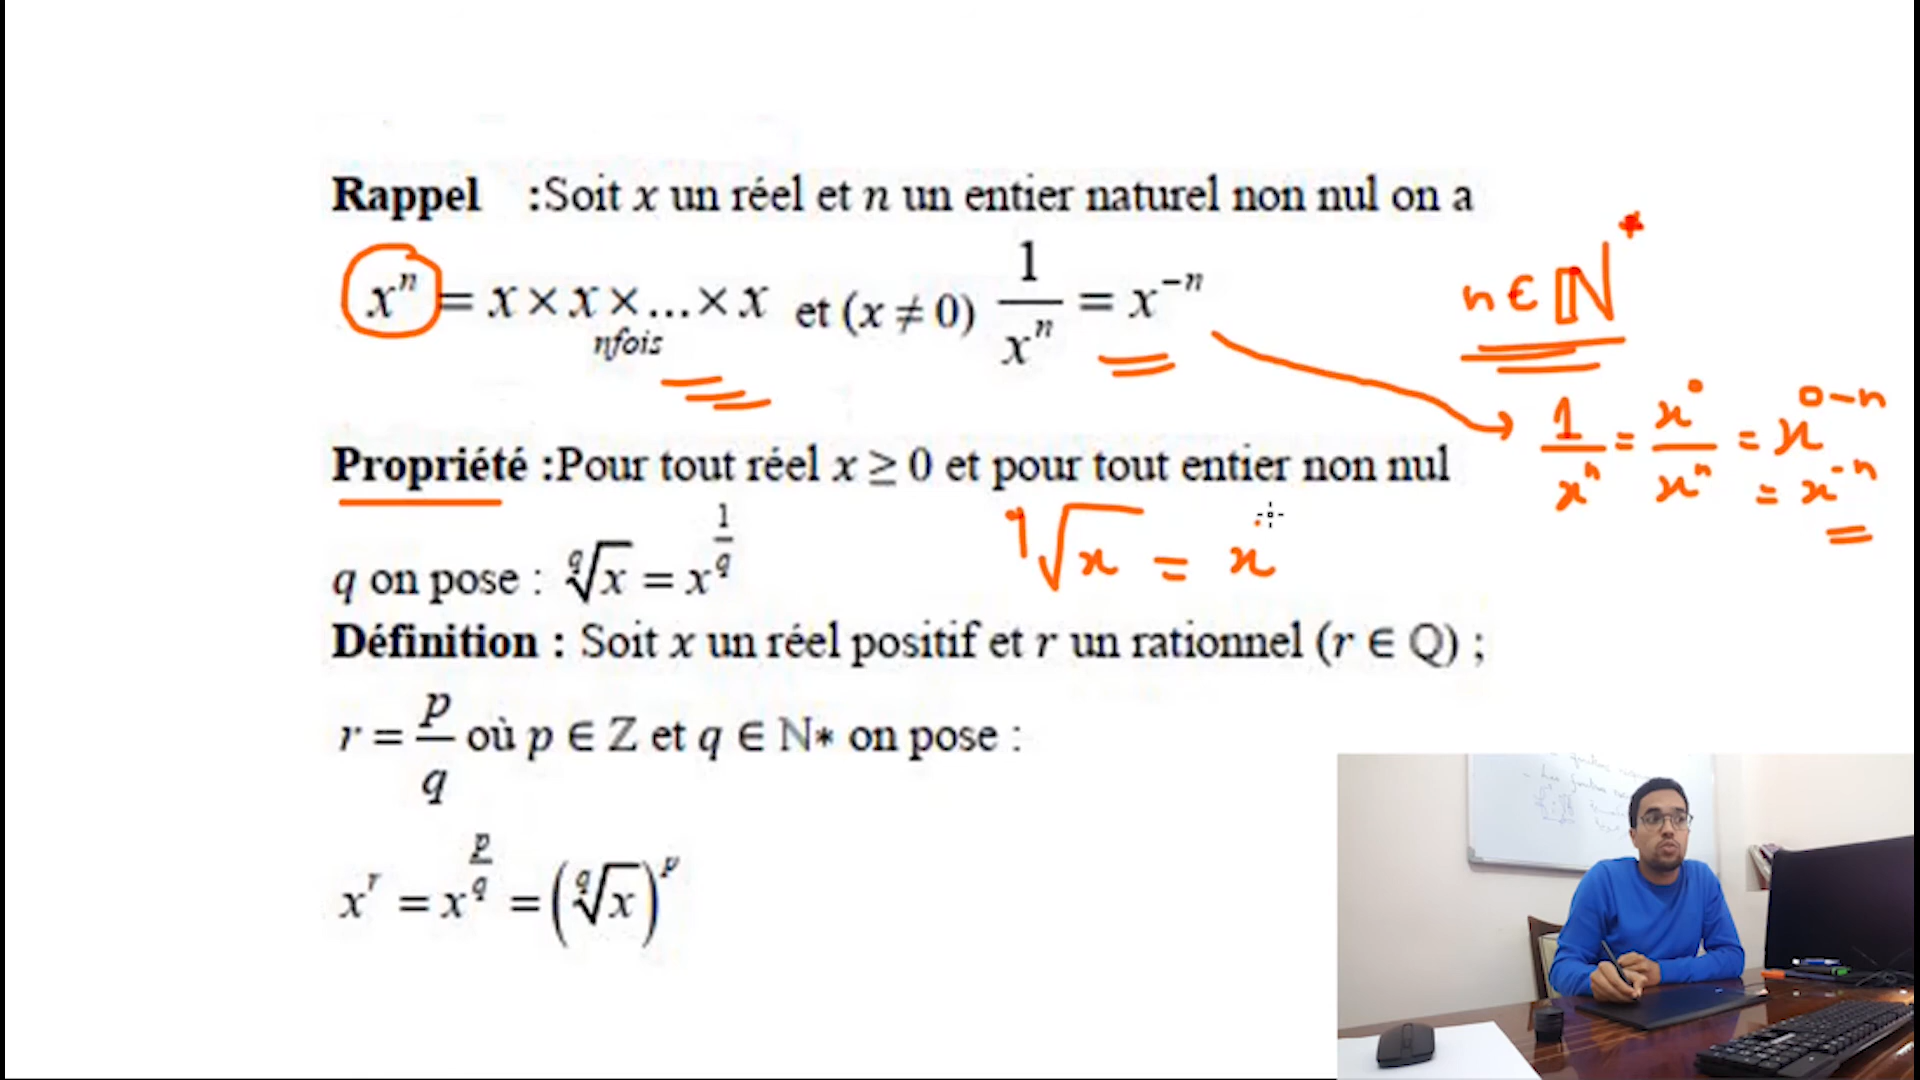 Rappel :Soit x un réel et n un entier naturel non nul on a
xⁿ = x × x × ... × x et (x ≠ 0) 1/xⁿ = x⁻ⁿ
nfois
n ∈ ℕ*
1/xⁿ = x⁰/xⁿ = x⁰⁻ⁿ
= x⁻ⁿ
Propriété :Pour tout réel x ≥ 0 et pour tout entier non nul
q on pose : ᑫ√x = x^(1/q)
ᑫ√x = x
Définition : Soit x un réel positif et r un rationnel (r ∈ Q) ;
r = p/q où p ∈ Z et q ∈ N* on pose :
xʳ = x^(p/q) = (ᑫ√x)ᵖ